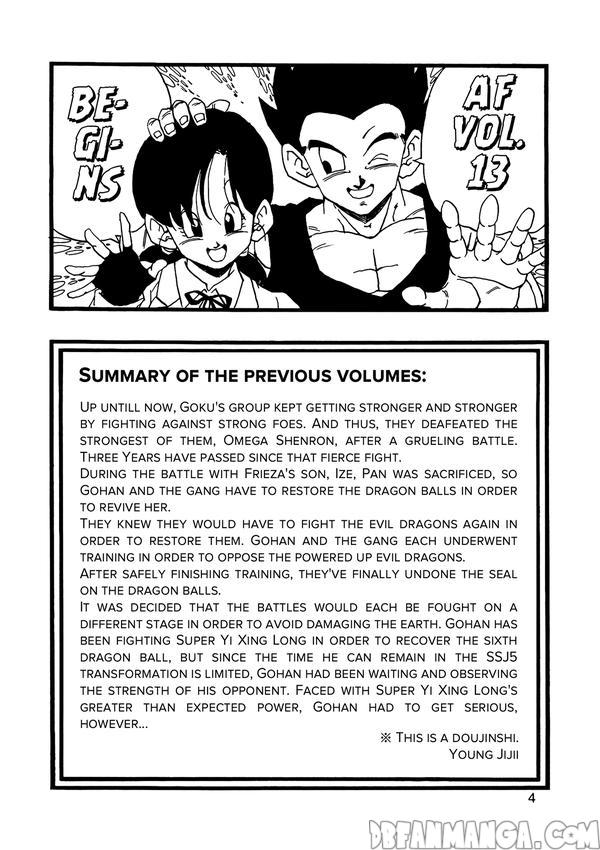 BE-
GI-
NS
AF
VOL.
13
SUMMARY OF THE PREVIOUS VOLUMES:
UP UNTILL NOW, GOKU'S GROUP KEPT GETTING STRONGER AND STRONGER
BY FIGHTING AGAINST STRONG FOES. AND THUS, THEY DEAFEATED THE
STRONGEST OF THEM, OMEGA SHENRON, AFTER A GRUELING BATTLE.
THREE YEARS HAVE PASSED SINCE THAT FIERCE FIGHT.
DURING THE BATTLE WITH FRIEZA'S SON, IZE, PAN WAS SACRIFICED, SO
GOHAN AND THE GANG HAVE TO RESTORE THE DRAGON BALLS IN ORDER
TO REVIVE HER.
THEY KNEW THEY WOULD HAVE TO FIGHT THE EVIL DRAGONS AGAIN IN
ORDER TO RESTORE THEM. GOHAN AND THE GANG EACH UNDERWENT
TRAINING IN ORDER TO OPPOSE THE POWERED UP EVIL DRAGONS.
AFTER SAFELY FINISHING TRAINING, THEY'VE FINALLY UNDONE THE SEAL
ON THE DRAGON BALLS.
IT WAS DECIDED THAT THE BATTLES WOULD EACH BE FOUGHT ON A
DIFFERENT STAGE IN ORDER TO AVOID DAMAGING THE EARTH. GOHAN HAS
BEEN FIGHTING SUPER YI XING LONG IN ORDER TO RECOVER THE SIXTH
DRAGON BALL, BUT SINCE THE TIME HE CAN REMAIN IN THE SSJ5
TRANSFORMATION IS LIMITED, GOHAN HAD BEEN WAITING AND OBSERVING
THE STRENGTH OF HIS OPPONENT. FACED WITH SUPER YI XING LONG'S
GREATER THAN EXPECTED POWER, GOHAN HAD TO GET SERIOUS,
HOWEVER...
※ THIS IS A DOUJINSHI.
YOUNG JIJII
4
DBFANMANGA.COM